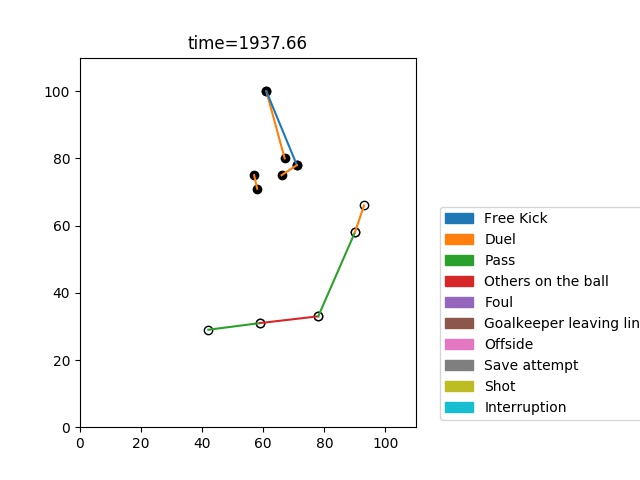 time=1937.66
100
80
60
40
20
0
0 20 40 60 80 100
Free Kick
Duel
Pass
Others on the ball
Foul
Goalkeeper leaving lin
Offside
Save attempt
Shot
Interruption